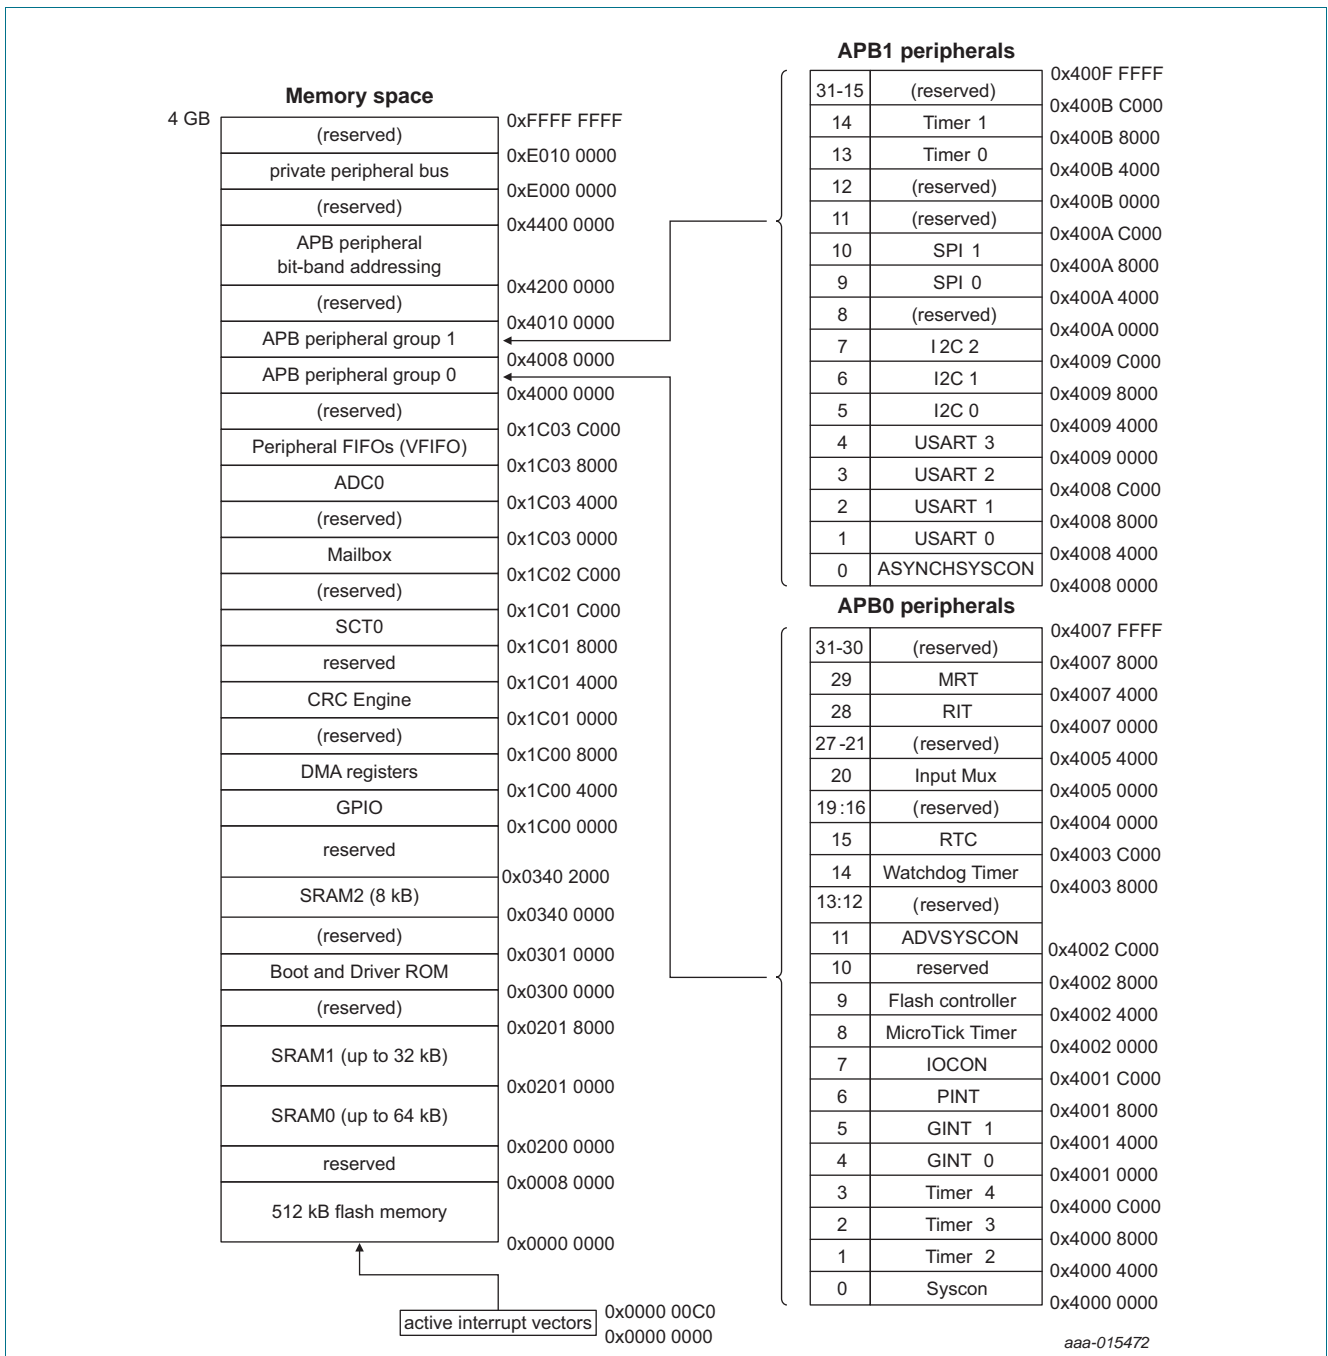 Memory space
4 GB
0xFFFF FFFF
(reserved)
0xE010 0000
private peripheral bus
0xE000 0000
(reserved)
0x4400 0000
APB peripheral
bit-band addressing
0x4200 0000
(reserved)
0x4010 0000
APB peripheral group 1
0x4008 0000
APB peripheral group 0
0x4000 0000
(reserved)
0x1C03 C000
Peripheral FIFOs (VFIFO)
0x1C03 8000
ADC0
0x1C03 4000
(reserved)
0x1C03 0000
Mailbox
0x1C02 C000
(reserved)
0x1C01 C000
SCT0
0x1C01 8000
reserved
0x1C01 4000
CRC Engine
0x1C01 0000
(reserved)
0x1C00 8000
DMA registers
0x1C00 4000
GPIO
0x1C00 0000
reserved
0x0340 2000
SRAM2 (8 kB)
0x0340 0000
(reserved)
0x0301 0000
Boot and Driver ROM
0x0300 0000
(reserved)
0x0201 8000
SRAM1 (up to 32 kB)
0x0201 0000
SRAM0 (up to 64 kB)
0x0200 0000
reserved
0x0008 0000
512 kB flash memory
0x0000 0000
active interrupt vectors
0x0000 00C0
0x0000 0000
APB1 peripherals
0x400F FFFF
31-15 (reserved)
0x400B C000
14 Timer 1
0x400B 8000
13 Timer 0
0x400B 4000
12 (reserved)
0x400B 0000
11 (reserved)
0x400A C000
10 SPI 1
0x400A 8000
9 SPI 0
0x400A 4000
8 (reserved)
0x400A 0000
7 I2C 2
0x4009 C000
6 I2C 1
0x4009 8000
5 I2C 0
0x4009 4000
4 USART 3
0x4009 0000
3 USART 2
0x4008 C000
2 USART 1
0x4008 8000
1 USART 0
0x4008 4000
0 ASYNCHSYSCON
0x4008 0000
APB0 peripherals
0x4007 FFFF
31-30 (reserved)
0x4007 8000
29 MRT
0x4007 4000
28 RIT
0x4007 0000
27-21 (reserved)
0x4005 4000
20 Input Mux
0x4005 0000
19:16 (reserved)
0x4004 0000
15 RTC
0x4003 C000
14 Watchdog Timer
0x4003 8000
13:12 (reserved)
11 ADVSYSCON
0x4002 C000
10 reserved
0x4002 8000
9 Flash controller
0x4002 4000
8 MicroTick Timer
0x4002 0000
7 IOCON
0x4001 C000
6 PINT
0x4001 8000
5 GINT 1
0x4001 4000
4 GINT 0
0x4001 0000
3 Timer 4
0x4000 C000
2 Timer 3
0x4000 8000
1 Timer 2
0x4000 4000
0 Syscon
0x4000 0000
aaa-015472